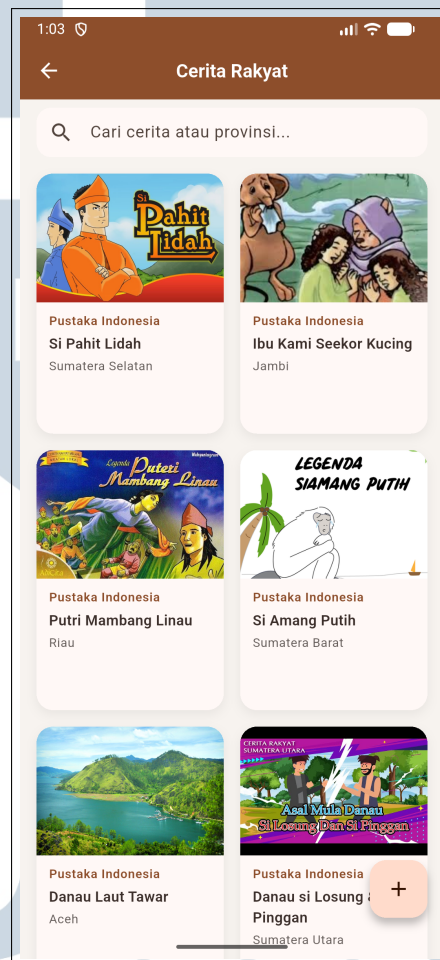 1:03
Cerita Rakyat
Cari cerita atau provinsi...
Si
Pahit
Lidah
Pustaka Indonesia
Si Pahit Lidah
Sumatera Selatan
Pustaka Indonesia
Ibu Kami Seekor Kucing
Jambi
Legenda Puteri
Mambang Linau
Pustaka Indonesia
Putri Mambang Linau
Riau
LEGENDA
SIAMANG PUTIH
Pustaka Indonesia
Si Amang Putih
Sumatera Barat
Pustaka Indonesia
Danau Laut Tawar
Aceh
CERITA RAKYAT
SUMATERA UTARA
Asal Mula Danau
Si Losung Dan Si Pinggan
Pustaka Indonesia
Danau si Losung
Pinggan
Sumatera Utara
+